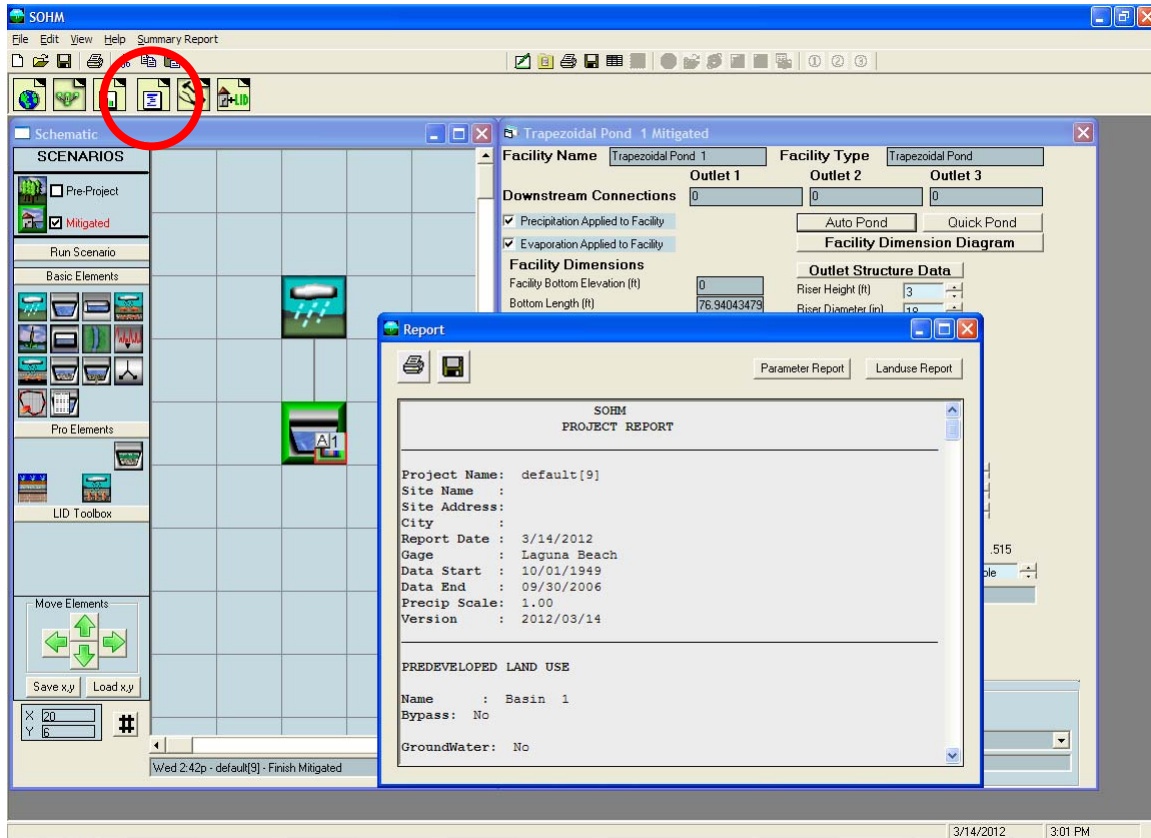 SOHM
File Edit View Help Summary Report
① ② ③
+LID
Schematic
SCENARIOS
Pre-Project
Mitigated
Run Scenario
Basic Elements
Pro Elements
LID Toolbox
Move Elements
Save x,y Load x,y
X 20
Y 6
#
A 1
Wed 2:42p - default[9] - Finish Mitigated
Trapezoidal Pond 1 Mitigated
Facility Name Trapezoidal Pond 1 Facility Type Trapezoidal Pond
Outlet 1 Outlet 2 Outlet 3
Downstream Connections 0 0 0
Precipitation Applied to Facility Auto Pond Quick Pond
Evaporation Applied to Facility Facility Dimension Diagram
Facility Dimensions Outlet Structure Data
Facility Bottom Elevation (ft) 0 Riser Height (ft) 3
Bottom Length (ft) 76.94043479 Riser Diameter (in) 18
.515
Report
Parameter Report Landuse Report
SOHM
PROJECT REPORT
Project Name: default[9]
Site Name :
Site Address:
City :
Report Date : 3/14/2012
Gage : Laguna Beach
Data Start : 10/01/1949
Data End : 09/30/2006
Precip Scale: 1.00
Version : 2012/03/14
PREDEVELOPED LAND USE
Name : Basin 1
Bypass: No
GroundWater: No
3/14/2012 3:01 PM